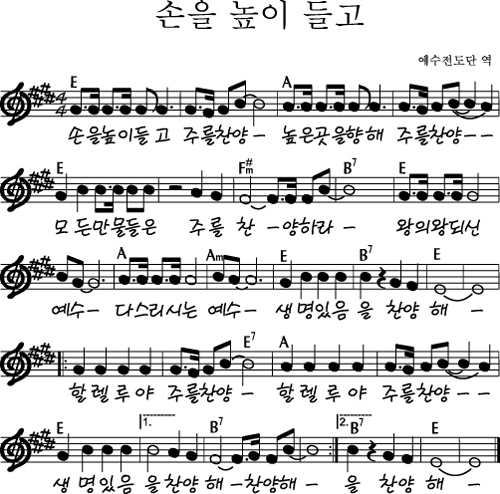 손을 높이 들고
예수전도단 역
E A
4
4
손을높이들 고 주를찬양 – 높은곳을향해 주를찬양 – –
E F#m B7 E
모 든만 물들은 주 를 찬 – 양하라 – 왕의왕되신
A Am E B7 E
예수 – 다스리시는 예수 – 생 명있음 을 찬양 해 –
E7 A
할 렐 루 야 주를찬양 – 할 렐 루 야 주를찬양 – –
E 1. B7 2. B7 E
생 명있 음 을찬양 해 – 찬양해 – 을 찬양 해 –